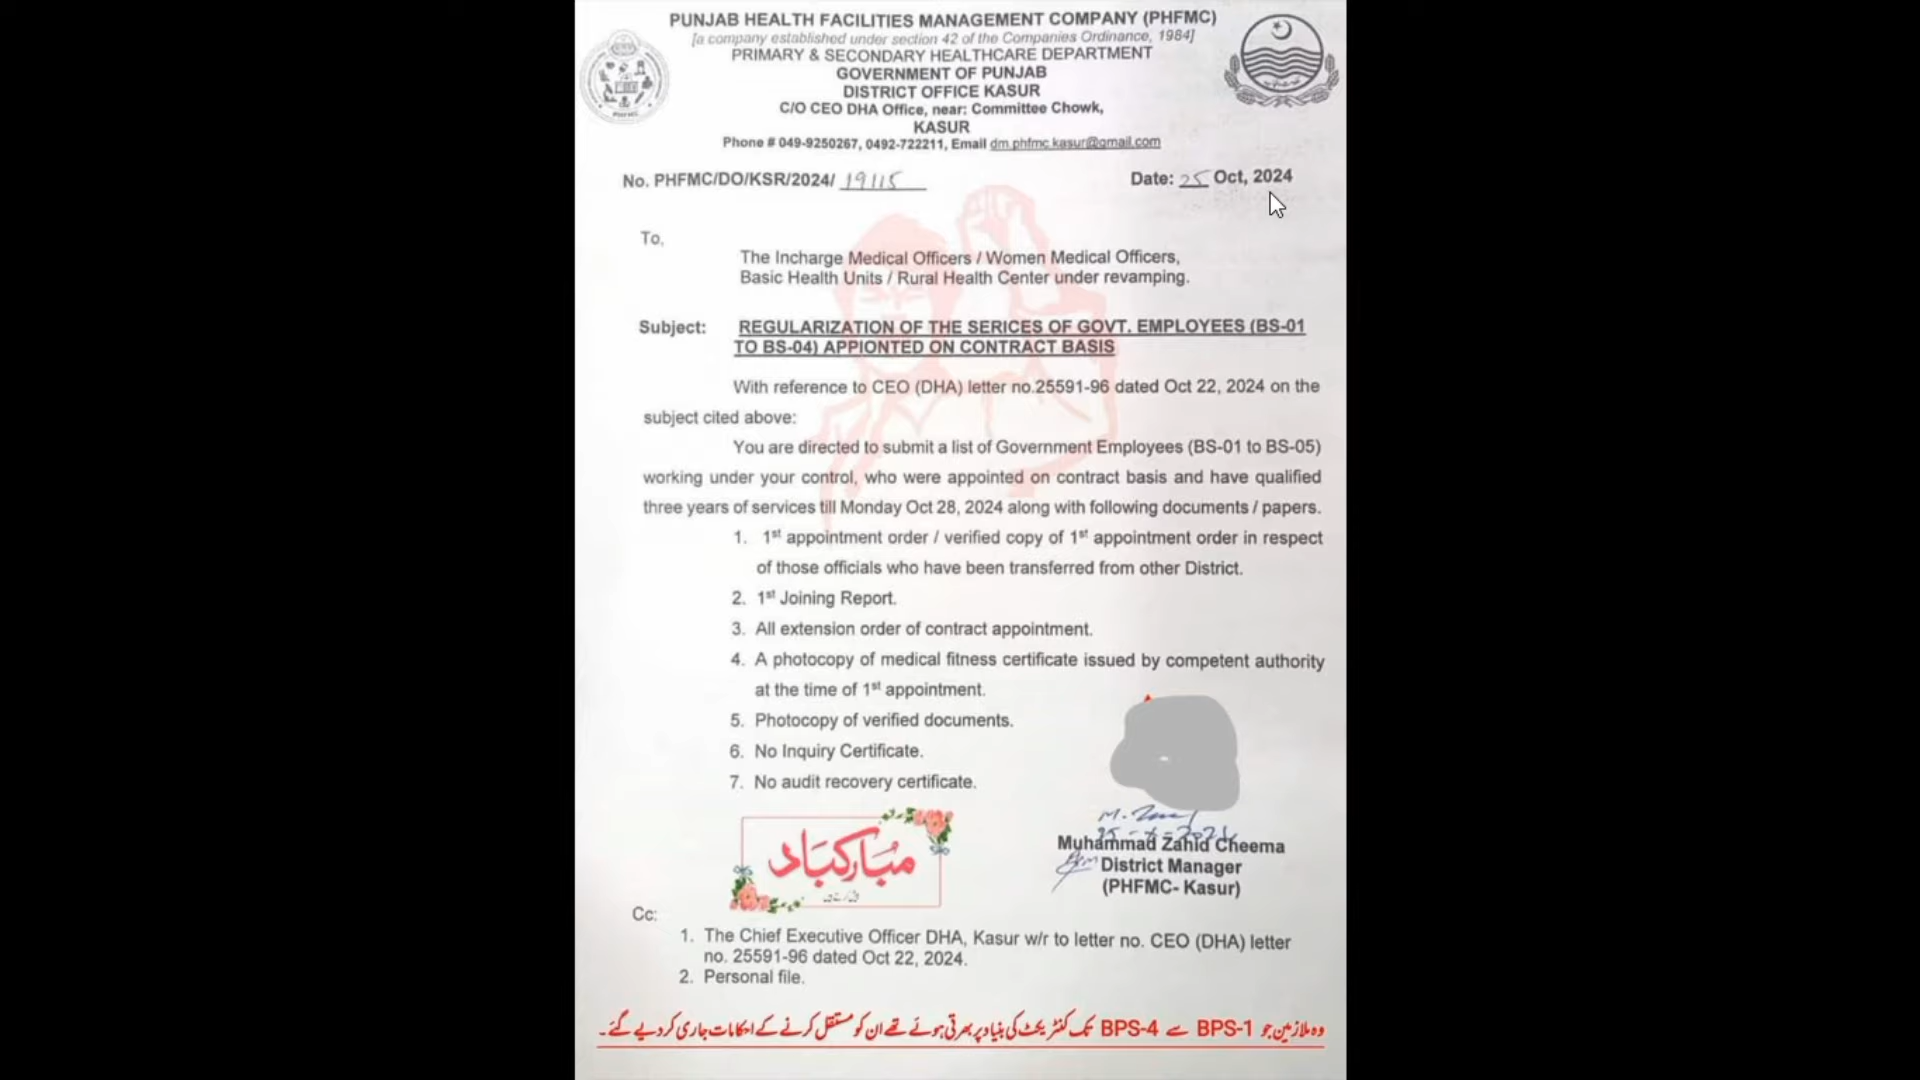 PUNJAB HEALTH FACILITIES MANAGEMENT COMPANY (PHFMC)
[a company established under section 42 of the Companies Ordinance, 1984]
PRIMARY & SECONDARY HEALTHCARE DEPARTMENT
GOVERNMENT OF PUNJAB
DISTRICT OFFICE KASUR
C/O CEO DHA Office, near: Committee Chowk,
KASUR
Phone # 049-9250267, 0492-722211, Email dm.phfmc.kasur@gmail.com
PHFMC
No. PHFMC/DO/KSR/2024/ 19115
Date: 25 Oct, 2024
To,
The Incharge Medical Officers / Women Medical Officers,
Basic Health Units / Rural Health Center under revamping.
Subject: REGULARIZATION OF THE SERICES OF GOVT. EMPLOYEES (BS-01
TO BS-04) APPIONTED ON CONTRACT BASIS
With reference to CEO (DHA) letter no.25591-96 dated Oct 22, 2024 on the
subject cited above:
You are directed to submit a list of Government Employees (BS-01 to BS-05)
working under your control, who were appointed on contract basis and have qualified
three years of services till Monday Oct 28, 2024 along with following documents / papers.
1. 1st appointment order / verified copy of 1st appointment order in respect
of those officials who have been transferred from other District.
2. 1st Joining Report.
3. All extension order of contract appointment.
4. A photocopy of medical fitness certificate issued by competent authority
at the time of 1st appointment.
5. Photocopy of verified documents.
6. No Inquiry Certificate.
7. No audit recovery certificate.
مبارکباد
Muhammad Zahid Cheema
District Manager
(PHFMC- Kasur)
Cc:
1. The Chief Executive Officer DHA, Kasur w/r to letter no. CEO (DHA) letter
no. 25591-96 dated Oct 22, 2024.
2. Personal file.
وہ ملازمین جو BPS-1 سے BPS-4 تک کنٹریکٹ کی بنیاد پر بھرتی ہوئے تھے ان کو مستقل کرنے کے احکامات جاری کر دیے گئے۔